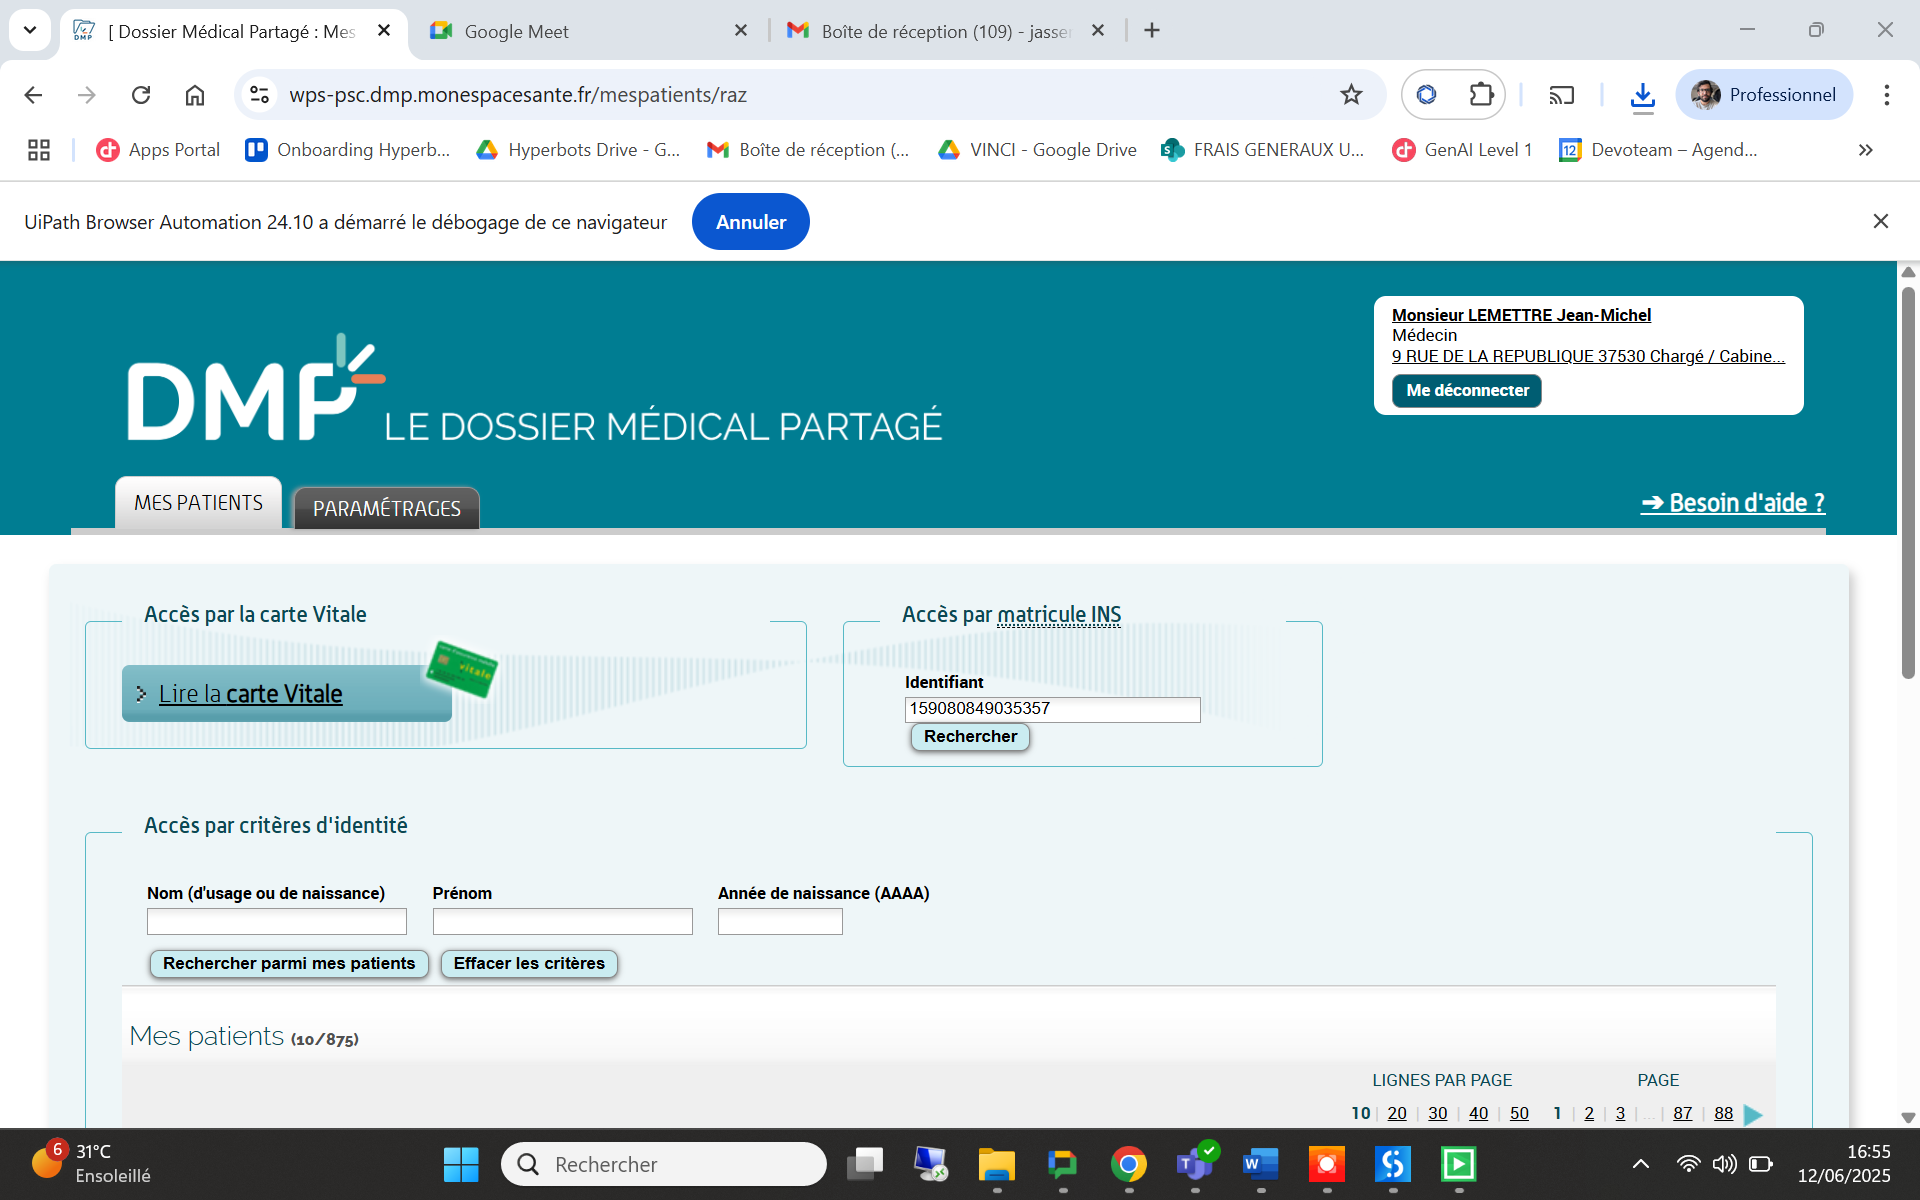 [ Dossier Médical Partagé : Mes
Google Meet
Boîte de réception (109) - jasser
wps-psc.dmp.monespacesante.fr/mespatients/raz
Professionnel
Apps Portal
Onboarding Hyperb...
Hyperbots Drive - G...
Boîte de réception (...
VINCI - Google Drive
FRAIS GENERAUX U...
GenAI Level 1
12
Devoteam – Agend...
UiPath Browser Automation 24.10 a démarré le débogage de ce navigateur
Annuler
Monsieur LEMETTRE Jean-Michel
Médecin
9 RUE DE LA REPUBLIQUE 37530 Chargé / Cabine...
Me déconnecter
DMP LE DOSSIER MÉDICAL PARTAGÉ
MES PATIENTS
PARAMÉTRAGES
➔ Besoin d'aide ?
Accès par la carte Vitale
Lire la carte Vitale
vitale
Accès par matricule INS
Identifiant
159080849035357
Rechercher
Accès par critères d'identité
Nom (d'usage ou de naissance)
Prénom
Année de naissance (AAAA)
Rechercher parmi mes patients
Effacer les critères
Mes patients (10/875)
LIGNES PAR PAGE
PAGE
10 | 20 | 30 | 40 | 50
1 | 2 | 3 | ... | 87 | 88
6
31°C
Ensoleillé
Rechercher
16:55
12/06/2025